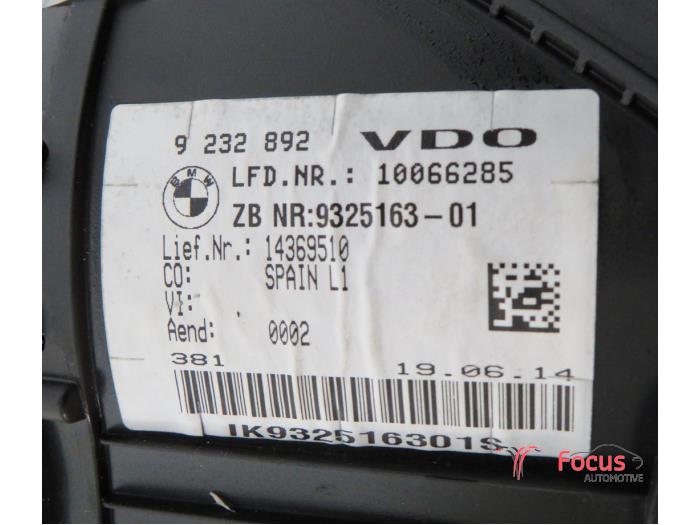 9 232 892 VDO
BMW
LFD.NR.: 10066285
ZB NR:9325163-01
Lief.Nr.: 14369510
CO: SPAIN L1
VI: .
Aend: 0002
381 19.06.14
IK932516301S
Focus
AUTOMOTIVE